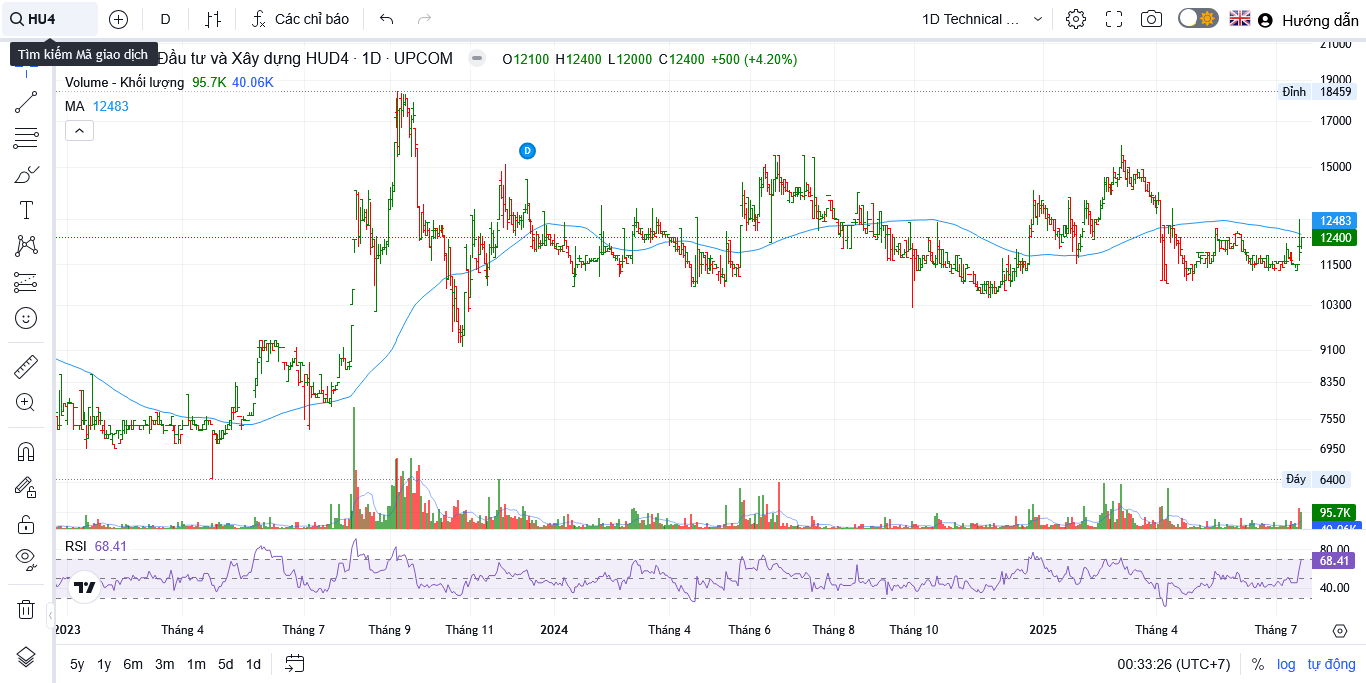 HU4
D
Các chỉ báo
1D Technical ...
Hướng dẫn
Tìm kiếm Mã giao dịch
Đầu tư và Xây dựng HUD4 · 1D · UPCOM
O12100 H12400 L12000 C12400 +500 (+4.20%)
Volume - Khối lượng 95.7K 40.06K
MA 12483
D
21000
19000
Đỉnh 18459
17000
15000
12483
12400
11500
10300
9100
8350
7550
6950
Đáy 6400
95.7K
40.06K
RSI 68.41
80.00
68.41
40.00
2023 Tháng 4 Tháng 7 Tháng 9 Tháng 11 2024 Tháng 4 Tháng 6 Tháng 8 Tháng 10 2025 Tháng 4 Tháng 7
5y 1y 6m 3m 1m 5d 1d
00:33:26 (UTC+7) % log tự động